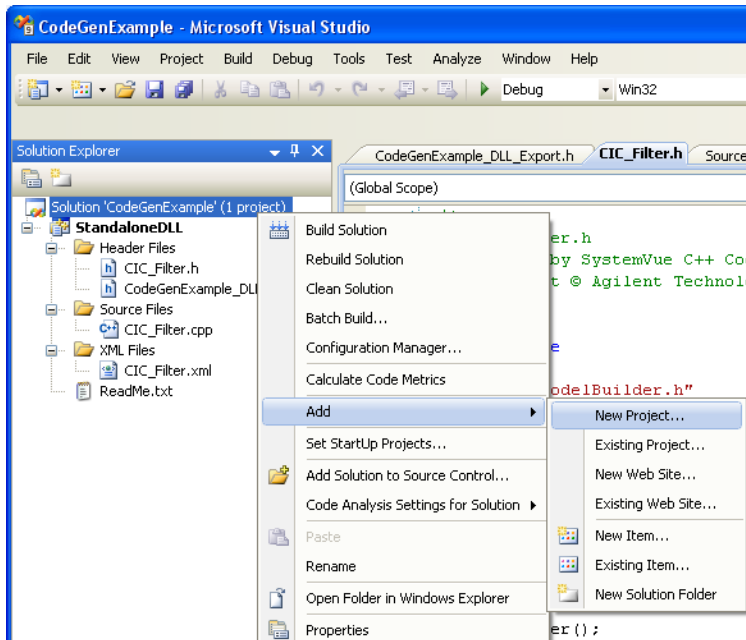 CodeGenExample - Microsoft Visual Studio
File Edit View Project Build Debug Tools Test Analyze Window Help
Debug Win32
Solution Explorer
CodeGenExample_DLL_Export.h CIC_Filter.h Source
(Global Scope)
Solution 'CodeGenExample' (1 project)
StandaloneDLL
Header Files
CIC_Filter.h
CodeGenExample_DLL
Source Files
CIC_Filter.cpp
XML Files
CIC_Filter.xml
ReadMe.txt
Build Solution
Rebuild Solution
Clean Solution
Batch Build...
Configuration Manager...
Calculate Code Metrics
Add
Set StartUp Projects...
Add Solution to Source Control...
Code Analysis Settings for Solution
Paste
Rename
Open Folder in Windows Explorer
Properties
er.h
by SystemVue C++ Co
t © Agilent Technol
e
odelBuilder.h"
New Project...
Existing Project...
New Web Site...
Existing Web Site...
New Item...
Existing Item...
New Solution Folder
er();